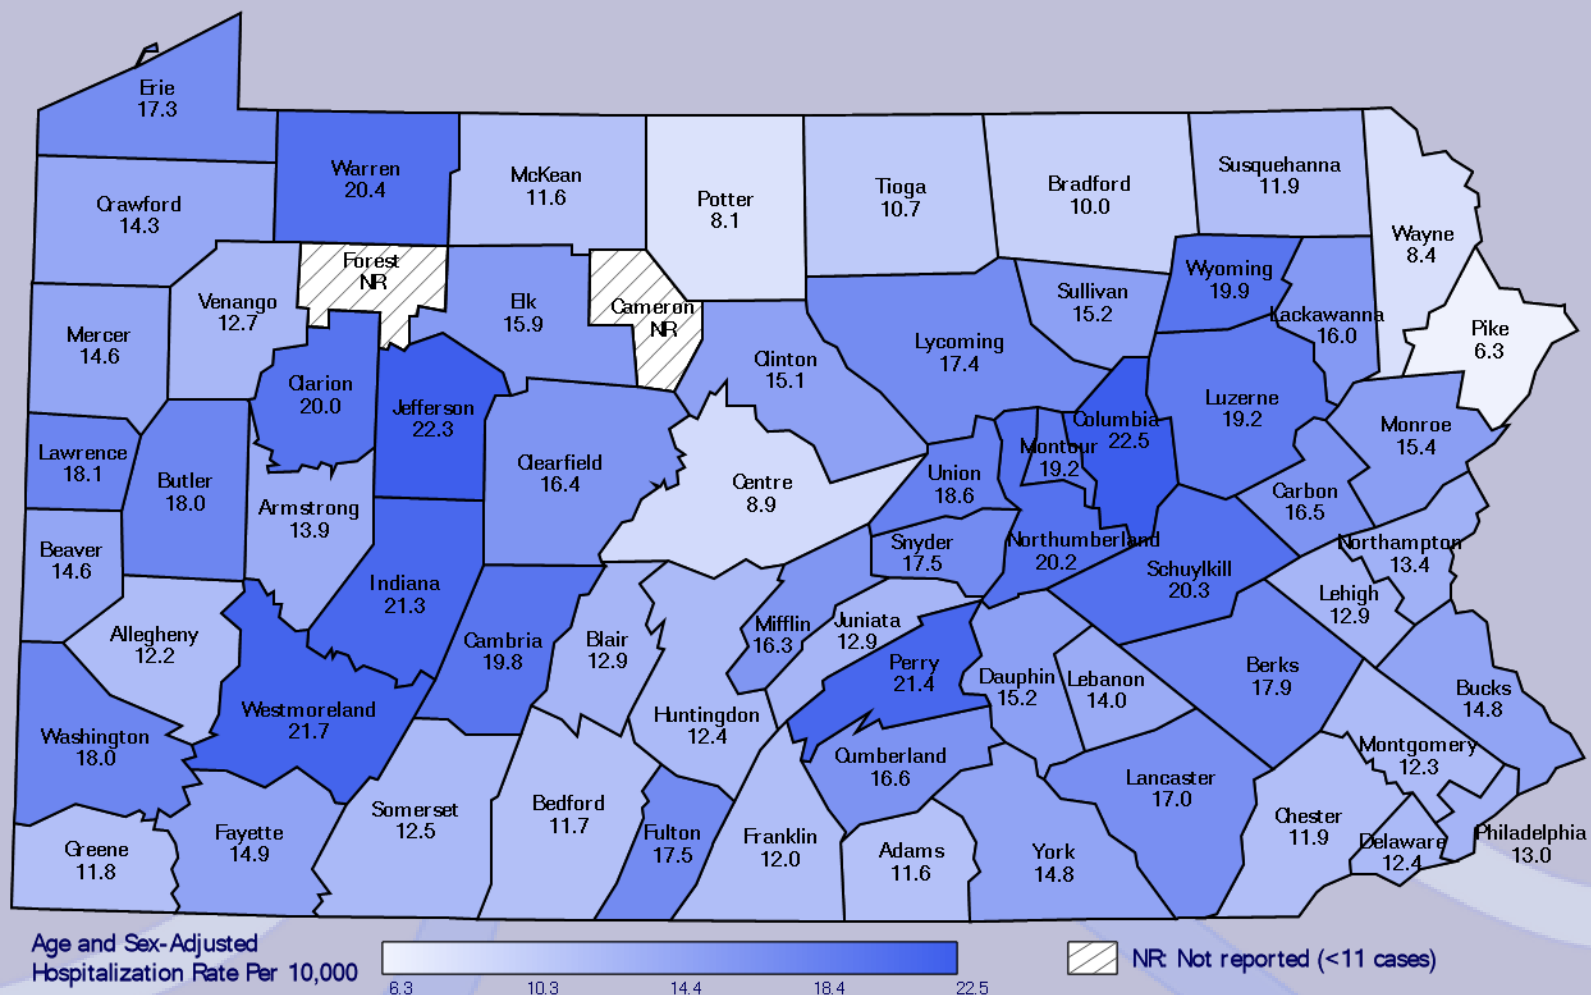 Erie
17.3
Warren
20.4
McKean
11.6
Potter
8.1
Tioga
10.7
Bradford
10.0
Susquehanna
11.9
Wayne
8.4
Crawford
14.3
Forest
NR
Venango
12.7
Elk
15.9
Cameron
NR
Sullivan
15.2
Wyoming
19.9
Lackawanna
16.0
Pike
6.3
Mercer
14.6
Clarion
20.0
Jefferson
22.3
Clinton
15.1
Lycoming
17.4
Columbia
22.5
Luzerne
19.2
Monroe
15.4
Lawrence
18.1
Butler
18.0
Armstrong
13.9
Clearfield
16.4
Centre
8.9
Union
18.6
Montour
19.2
Carbon
16.5
Beaver
14.6
Indiana
21.3
Snyder
17.5
Northumberland
20.2
Schuylkill
20.3
Northampton
13.4
Lehigh
12.9
Allegheny
12.2
Cambria
19.8
Blair
12.9
Mifflin
16.3
Juniata
12.9
Perry
21.4
Dauphin
15.2
Lebanon
14.0
Berks
17.9
Bucks
14.8
Washington
18.0
Westmoreland
21.7
Huntingdon
12.4
Cumberland
16.6
Lancaster
17.0
Montgomery
12.3
Greene
11.8
Fayette
14.9
Somerset
12.5
Bedford
11.7
Fulton
17.5
Franklin
12.0
Adams
11.6
York
14.8
Chester
11.9
Delaware
12.4
Philadelphia
13.0
Age and Sex-Adjusted
Hospitalization Rate Per 10,000
6.3 10.3 14.4 18.4 22.5
NR: Not reported (<11 cases)